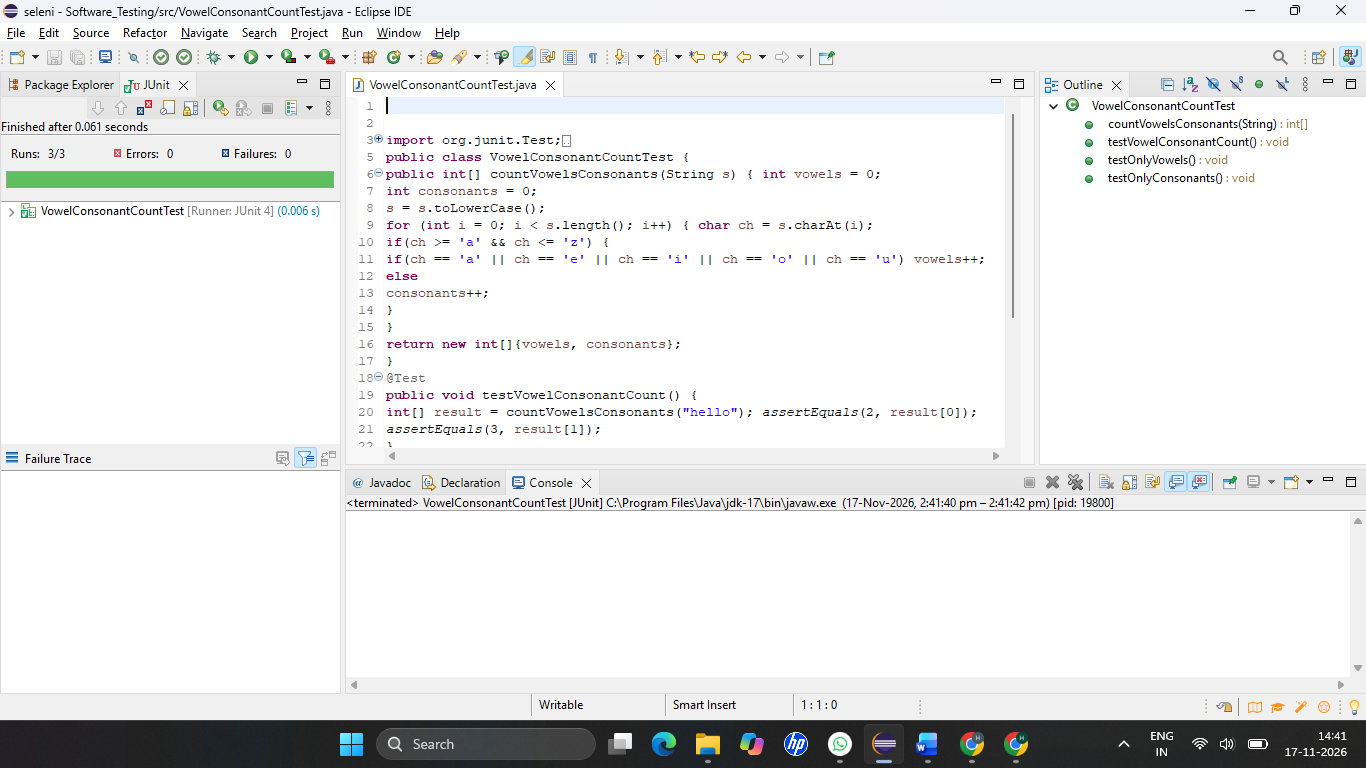 seleni - Software_Testing/src/VowelConsonantCountTest.java - Eclipse IDE
File Edit Source Refactor Navigate Search Project Run Window Help
Package Explorer JUnit
Finished after 0.061 seconds
Runs: 3/3 Errors: 0 Failures: 0
VowelConsonantCountTest [Runner: JUnit 4] (0.006 s)
Failure Trace
VowelConsonantCountTest.java
1
2
3 import org.junit.Test;
5 public class VowelConsonantCountTest {
6 public int[] countVowelsConsonants(String s) { int vowels = 0;
7 int consonants = 0;
8 s = s.toLowerCase();
9 for (int i = 0; i < s.length(); i++) { char ch = s.charAt(i);
10 if(ch >= 'a' && ch <= 'z') {
11 if(ch == 'a' || ch == 'e' || ch == 'i' || ch == 'o' || ch == 'u') vowels++;
12 else
13 consonants++;
14 }
15 }
16 return new int[]{vowels, consonants};
17 }
18 @Test
19 public void testVowelConsonantCount() {
20 int[] result = countVowelsConsonants("hello"); assertEquals(2, result[0]);
21 assertEquals(3, result[1]);
22 }
Outline
VowelConsonantCountTest
countVowelsConsonants(String) : int[]
testVowelConsonantCount() : void
testOnlyVowels() : void
testOnlyConsonants() : void
@ Javadoc Declaration Console
<terminated> VowelConsonantCountTest [JUnit] C:\Program Files\Java\jdk-17\bin\javaw.exe (17-Nov-2026, 2:41:40 pm – 2:41:42 pm) [pid: 19800]
Writable Smart Insert 1 : 1 : 0
Search
ENG
IN
14:41
17-11-2026